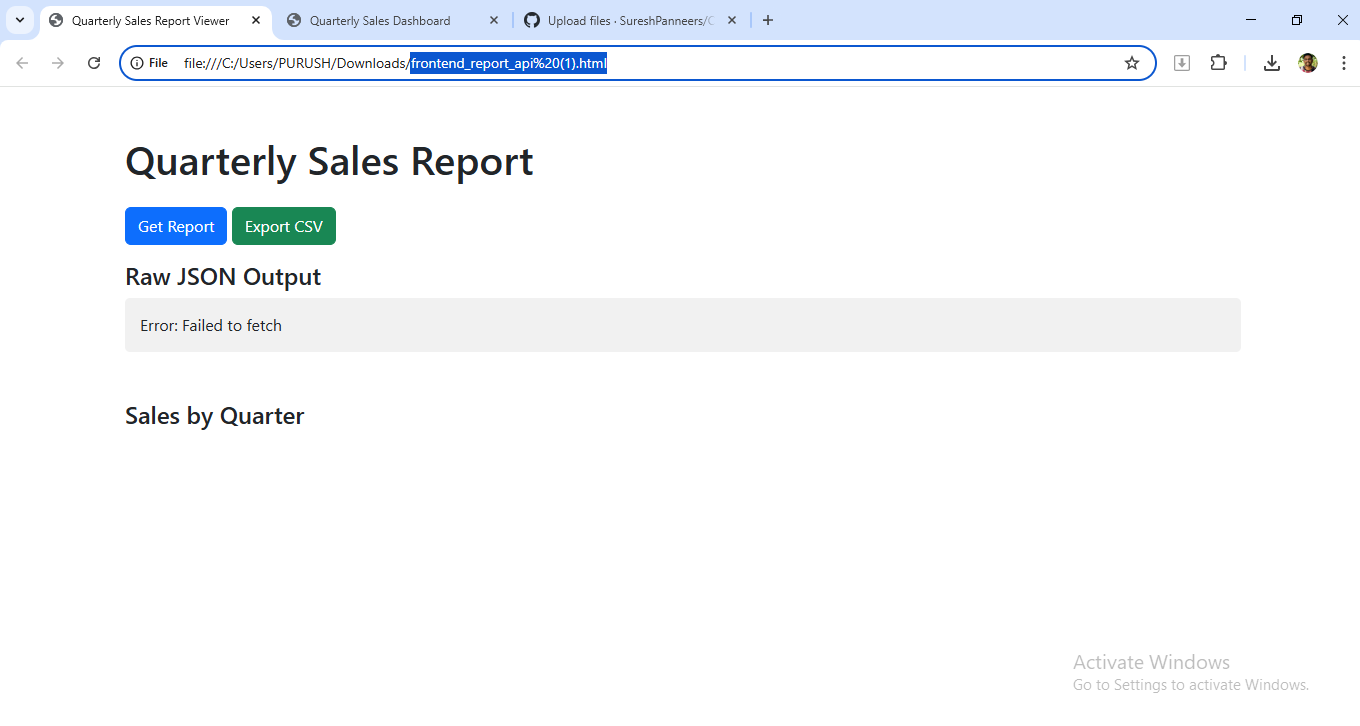 Quarterly Sales Report Viewer
Quarterly Sales Dashboard
Upload files · SureshPanneers/C
File
file:///C:/Users/PURUSH/Downloads/frontend_report_api%20(1).html
Quarterly Sales Report
Get Report
Export CSV
Raw JSON Output
Error: Failed to fetch
Sales by Quarter
Activate Windows
Go to Settings to activate Windows.